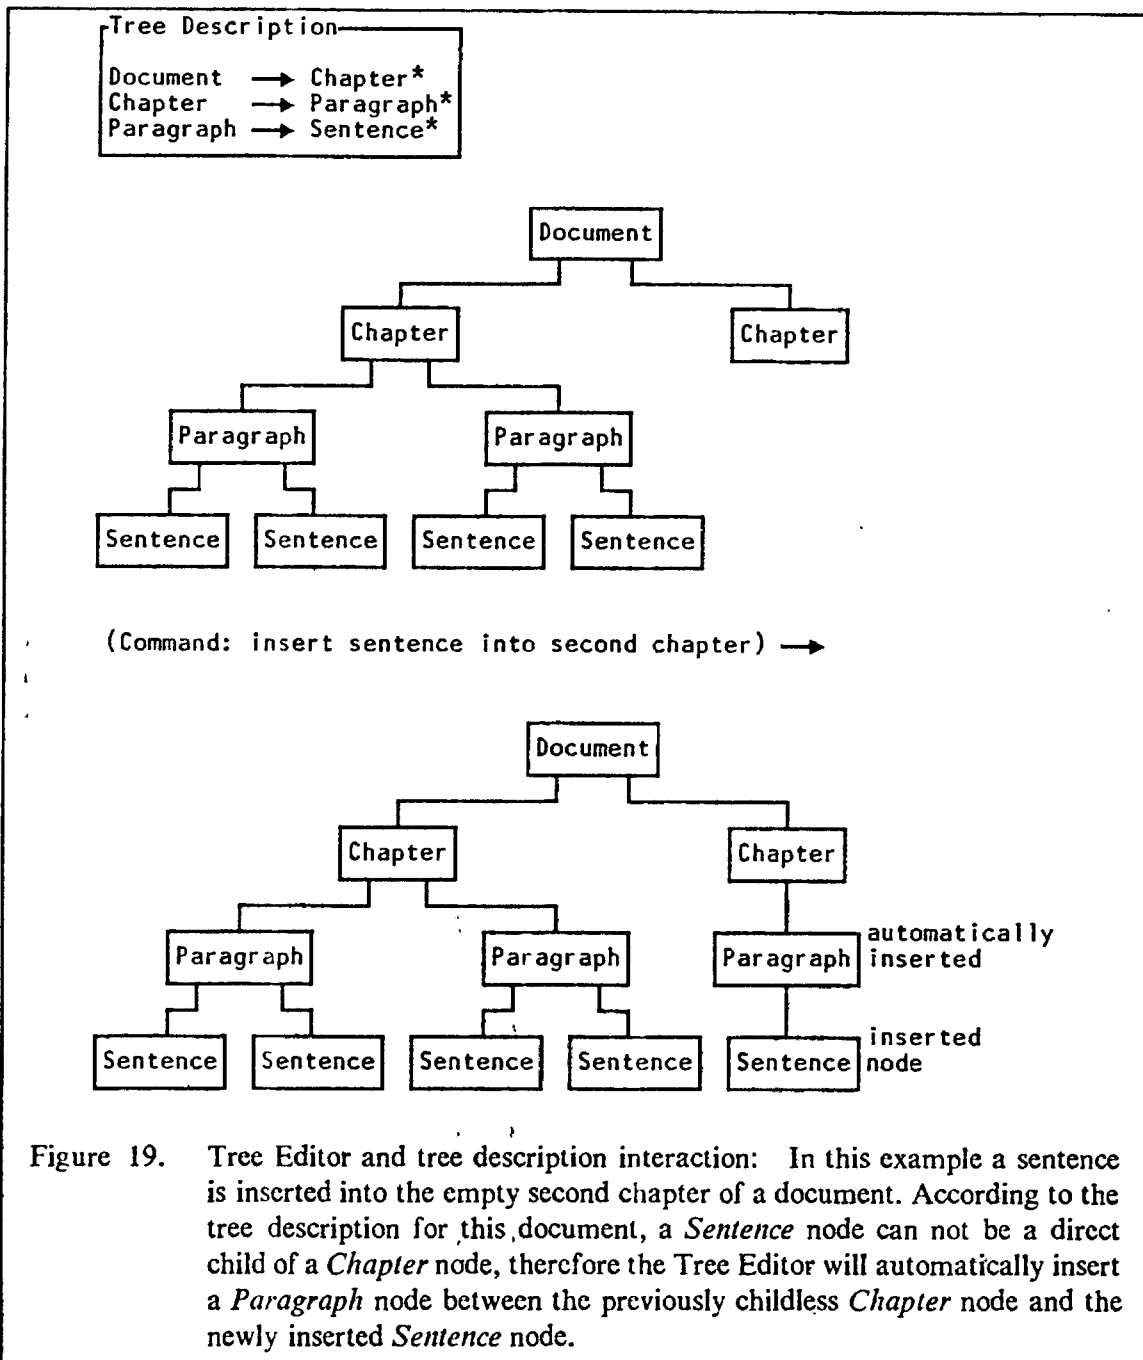 Tree Description
Document → Chapter*
Chapter → Paragraph*
Paragraph → Sentence*
Document
Chapter Chapter
Paragraph Paragraph
Sentence Sentence Sentence Sentence
(Command: insert sentence into second chapter) →
Document
Chapter Chapter
automatically
Paragraph Paragraph Paragraph inserted
inserted
Sentence Sentence Sentence Sentence Sentence node
Figure 19. Tree Editor and tree description interaction: In this example a sentence
is inserted into the empty second chapter of a document. According to the
tree description for this document, a Sentence node can not be a direct
child of a Chapter node, therefore the Tree Editor will automatically insert
a Paragraph node between the previously childless Chapter node and the
newly inserted Sentence node.